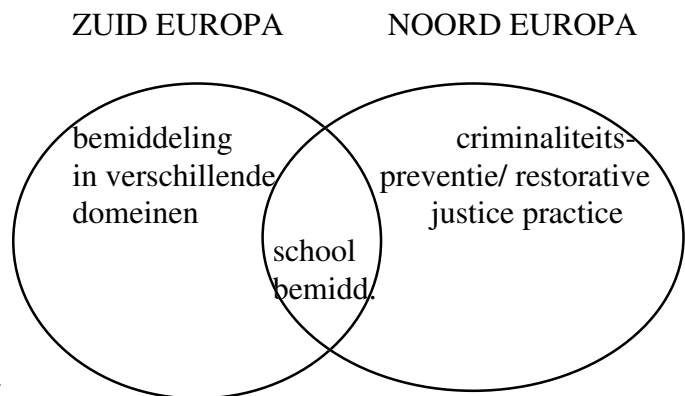 ZUID EUROPA
NOORD EUROPA
bemiddeling
in verschillende
domeinen
criminaliteits-
preventie/ restorative
justice practice
school
bemidd.